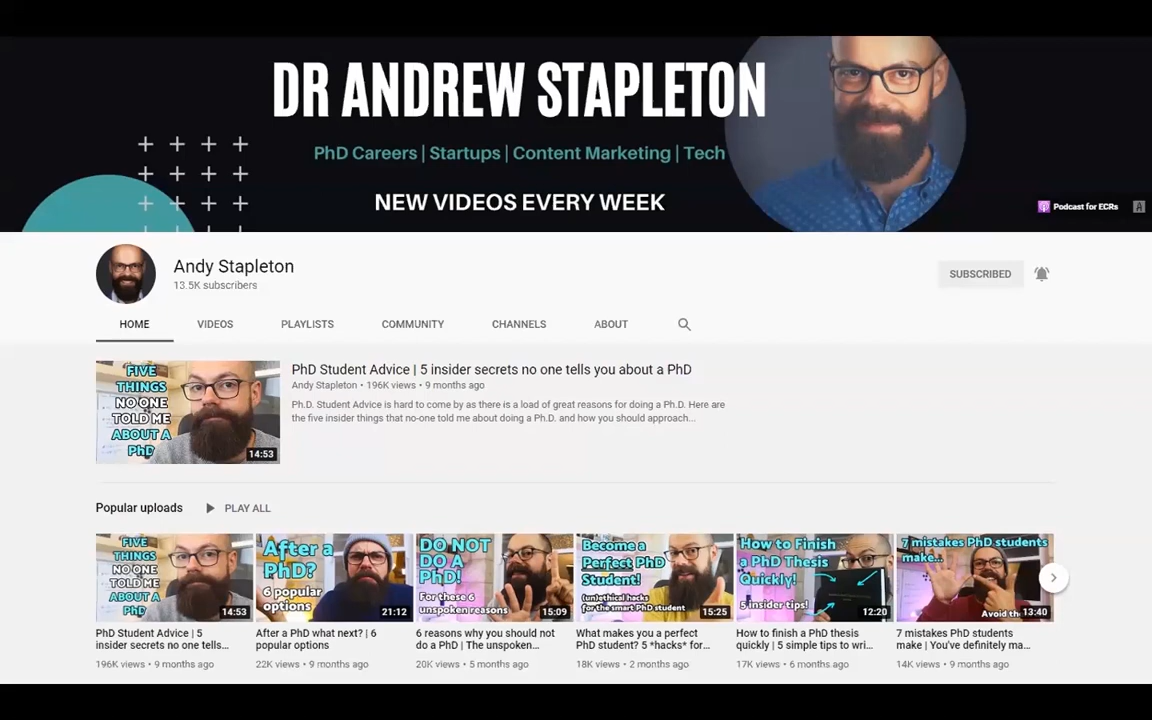 DR ANDREW STAPLETON
PhD Careers | Startups | Content Marketing | Tech
NEW VIDEOS EVERY WEEK
Podcast for ECRs
A
Andy Stapleton
13.5K subscribers
SUBSCRIBED
HOME VIDEOS PLAYLISTS COMMUNITY CHANNELS ABOUT
FIVE
THINGS
NO ONE
TOLD ME
ABOUT A
PhD
14:53
PhD Student Advice | 5 insider secrets no one tells you about a PhD
Andy Stapleton • 196K views • 9 months ago
Ph.D. Student Advice is hard to come by as there is a load of great reasons for doing a Ph.D. Here are
the five insider things that no-one told me about doing a Ph.D. and how you should approach...
Popular uploads PLAY ALL
FIVE
THINGS
NO ONE
TOLD ME
ABOUT A
PhD
14:53
PhD Student Advice | 5
insider secrets no one tells...
196K views • 9 months ago
After a
PhD?
6 popular
options
21:12
After a PhD what next? | 6
popular options
22K views • 9 months ago
DO NOT
DO A
PhD!
For these 6
unspoken reasons
15:09
6 reasons why you should not
do a PhD | The unspoken...
20K views • 5 months ago
Become a
Perfect PhD
Student!
(un)ethical hacks
for the smart PhD student
15:25
What makes you a perfect
PhD student? 5 *hacks* for...
18K views • 2 months ago
How to Finish
a PhD Thesis
Quickly!
5 insider tips!
12:20
How to finish a PhD thesis
quickly | 5 simple tips to wri...
17K views • 6 months ago
7 mistakes PhD students
make...
Avoid th
13:40
7 mistakes PhD students
make | You've definitely ma...
14K views • 9 months ago